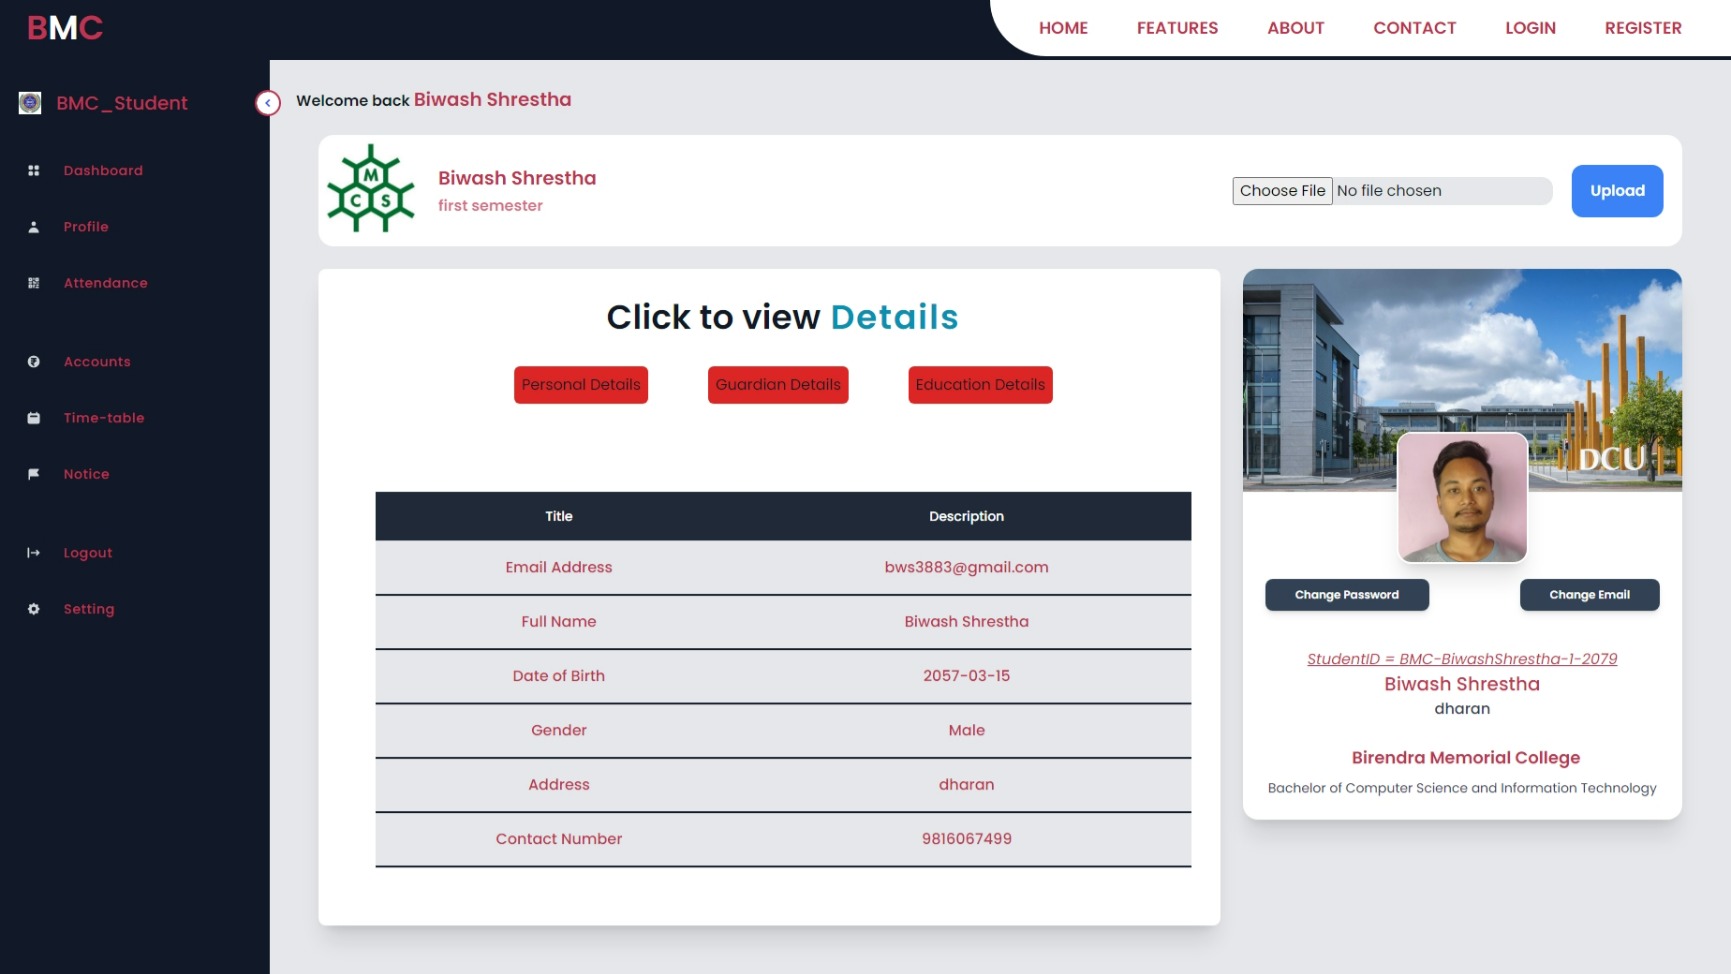 BMC
HOME FEATURES ABOUT CONTACT LOGIN REGISTER
BMC_Student
Dashboard
Profile
Attendance
Accounts
Time-table
Notice
Logout
Setting
Welcome back Biwash Shrestha
M
C S
Biwash Shrestha
first semester
Choose File No file chosen
Upload
Click to view Details
Personal Details Guardian Details Education Details
Title Description
Email Address bws3883@gmail.com
Full Name Biwash Shrestha
Date of Birth 2057-03-15
Gender Male
Address dharan
Contact Number 9816067499
DCU
Change Password Change Email
StudentID = BMC-BiwashShrestha-1-2079
Biwash Shrestha
dharan
Birendra Memorial College
Bachelor of Computer Science and Information Technology